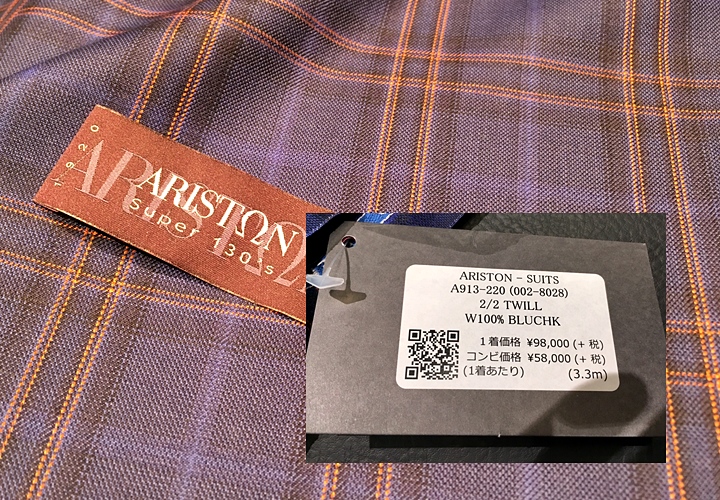 1920
ARISTON
ARISTON
super 130's
ARISTON - SUITS
A913-220 (002-8028)
2/2 TWILL
W100% BLUCHK
1着価格 ¥98,000 (+ 税)
コンビ価格 ¥58,000 (+ 税)
(1着あたり) (3.3m)